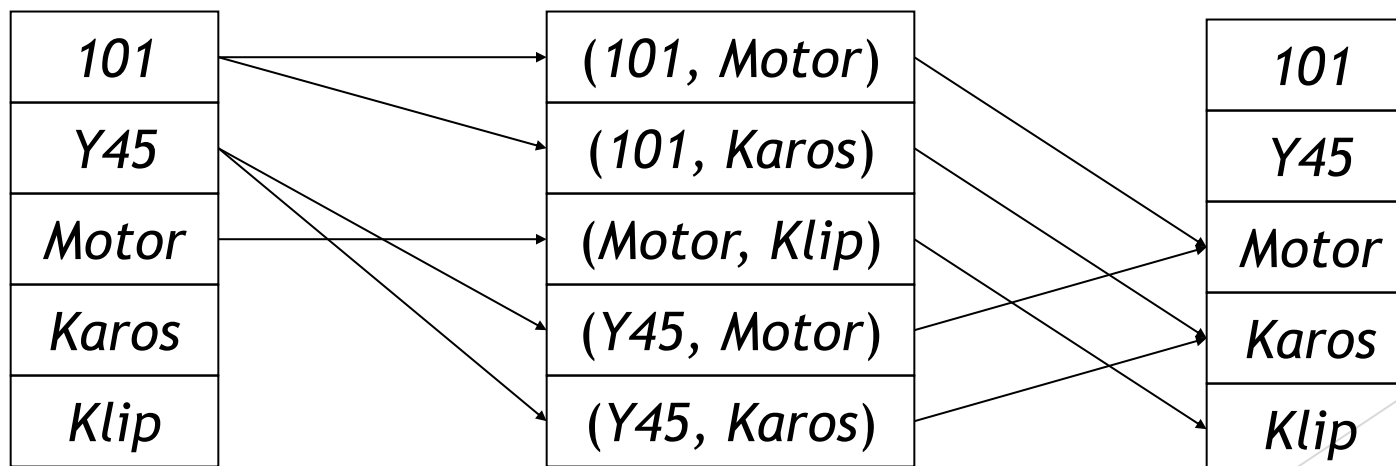 101
Y45
Motor
Karos
Klip
(101, Motor)
(101, Karos)
(Motor, Klip)
(Y45, Motor)
(Y45, Karos)
101
Y45
Motor
Karos
Klip